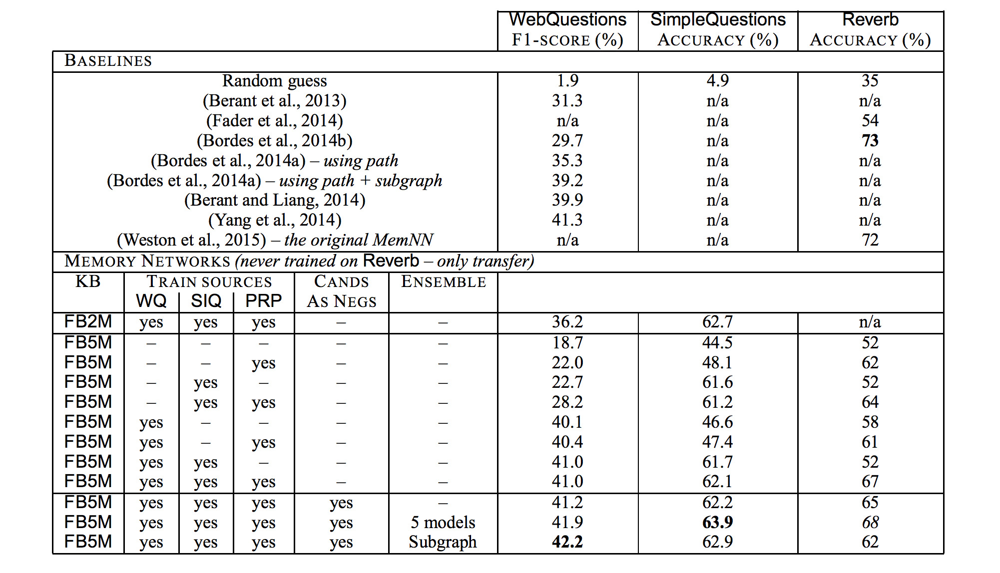 WebQuestions SimpleQuestions Reverb
F1-SCORE (%) ACCURACY (%) ACCURACY (%)
BASELINES
Random guess 1.9 4.9 35
(Berant et al., 2013) 31.3 n/a n/a
(Fader et al., 2014) n/a n/a 54
(Bordes et al., 2014b) 29.7 n/a 73
(Bordes et al., 2014a) – using path 35.3 n/a n/a
(Bordes et al., 2014a) – using path + subgraph 39.2 n/a n/a
(Berant and Liang, 2014) 39.9 n/a n/a
(Yang et al., 2014) 41.3 n/a n/a
(Weston et al., 2015) – the original MemNN n/a n/a 72
MEMORY NETWORKS (never trained on Reverb – only transfer)
KB TRAIN SOURCES CANDS ENSEMBLE
WQ SIQ PRP AS NEGS
FB2M yes yes yes – – 36.2 62.7 n/a
FB5M – – – – – 18.7 44.5 52
FB5M – – yes – – 22.0 48.1 62
FB5M – yes – – – 22.7 61.6 52
FB5M – yes yes – – 28.2 61.2 64
FB5M yes – – – – 40.1 46.6 58
FB5M yes – yes – – 40.4 47.4 61
FB5M yes yes – – – 41.0 61.7 52
FB5M yes yes yes – – 41.0 62.1 67
FB5M yes yes yes yes – 41.2 62.2 65
FB5M yes yes yes yes 5 models 41.9 63.9 68
FB5M yes yes yes yes Subgraph 42.2 62.9 62